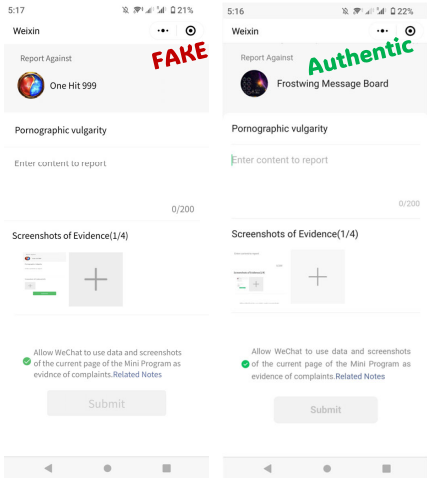 5:17
21%
Weixin
FAKE
Report Against
One Hit 999
Pornographic vulgarity
Enter content to report
0/200
Screenshots of Evidence(1/4)
Allow WeChat to use data and screenshots
of the current page of the Mini Program as
evidnce of complaints.Related Notes
Submit
5:16
22%
Weixin
Authentic
Report Against
Frostwing Message Board
Pornographic vulgarity
Enter content to report
0/200
Screenshots of Evidence(1/4)
Allow WeChat to use data and screenshots
of the current page of the Mini Program as
evidence of complaints.Related Notes
Submit